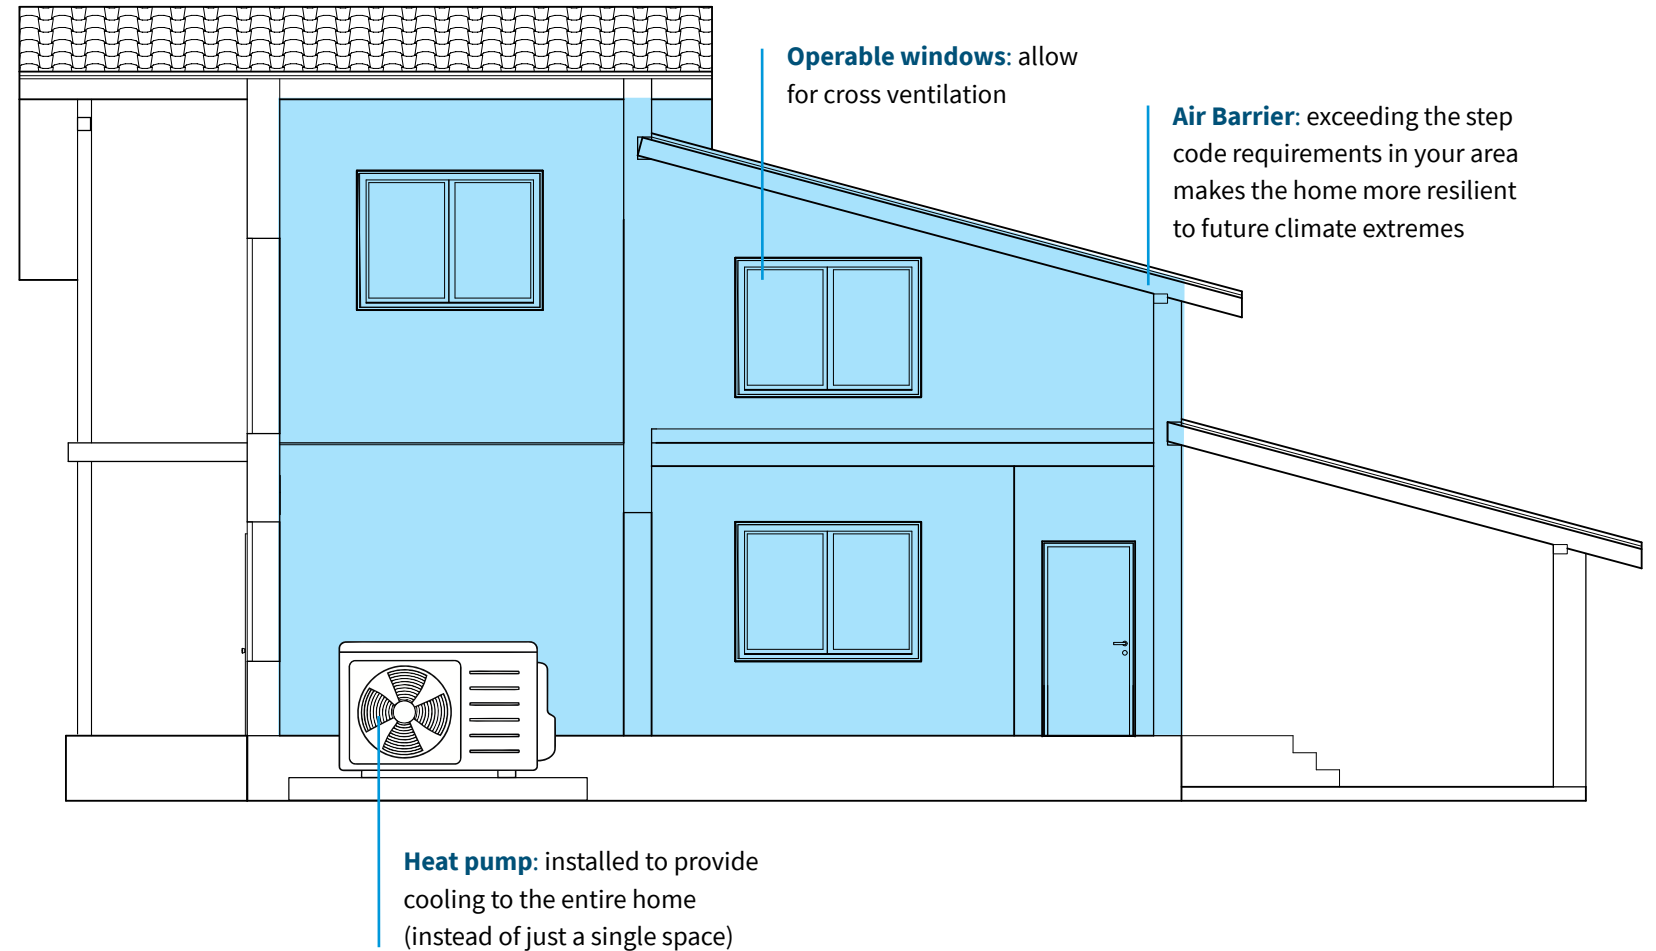 Operable windows: allow
for cross ventilation
Air Barrier: exceeding the step
code requirements in your area
makes the home more resilient
to future climate extremes
Heat pump: installed to provide
cooling to the entire home
(instead of just a single space)